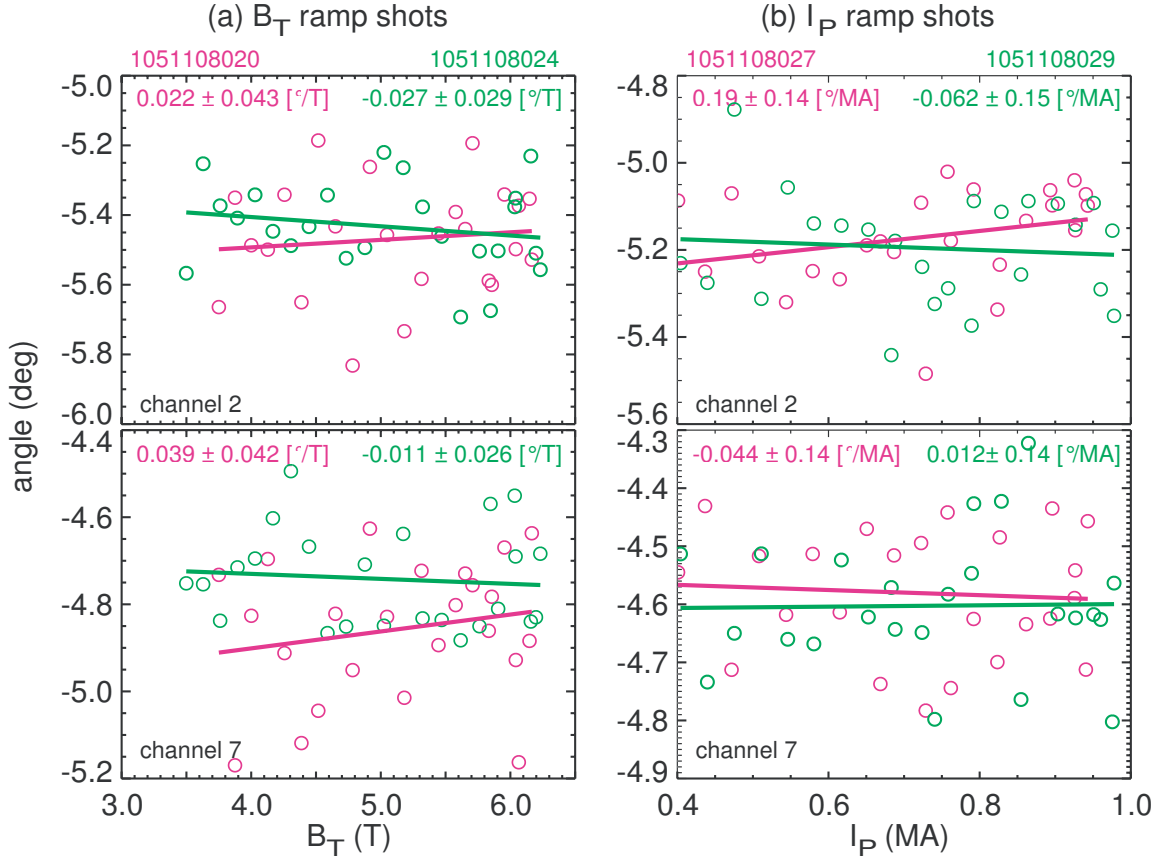 (a) B_T ramp shots
(b) I_P ramp shots
1051108020 1051108024
1051108027 1051108029
0.022 ± 0.043 [°/T] -0.027 ± 0.029 [°/T]
0.19 ± 0.14 [°/MA] -0.062 ± 0.15 [°/MA]
-5.0
-5.2
-5.4
-5.6
-5.8
-6.0
channel 2
-4.8
-5.0
-5.2
-5.4
-5.6
channel 2
angle (deg)
0.039 ± 0.042 [°/T] -0.011 ± 0.026 [°/T]
-0.044 ± 0.14 [°/MA] 0.012± 0.14 [°/MA]
-4.4
-4.6
-4.8
-5.0
-5.2
channel 7
-4.3
-4.4
-4.5
-4.6
-4.7
-4.8
-4.9
channel 7
3.0 4.0 5.0 6.0
0.4 0.6 0.8 1.0
B_T (T)
I_P (MA)